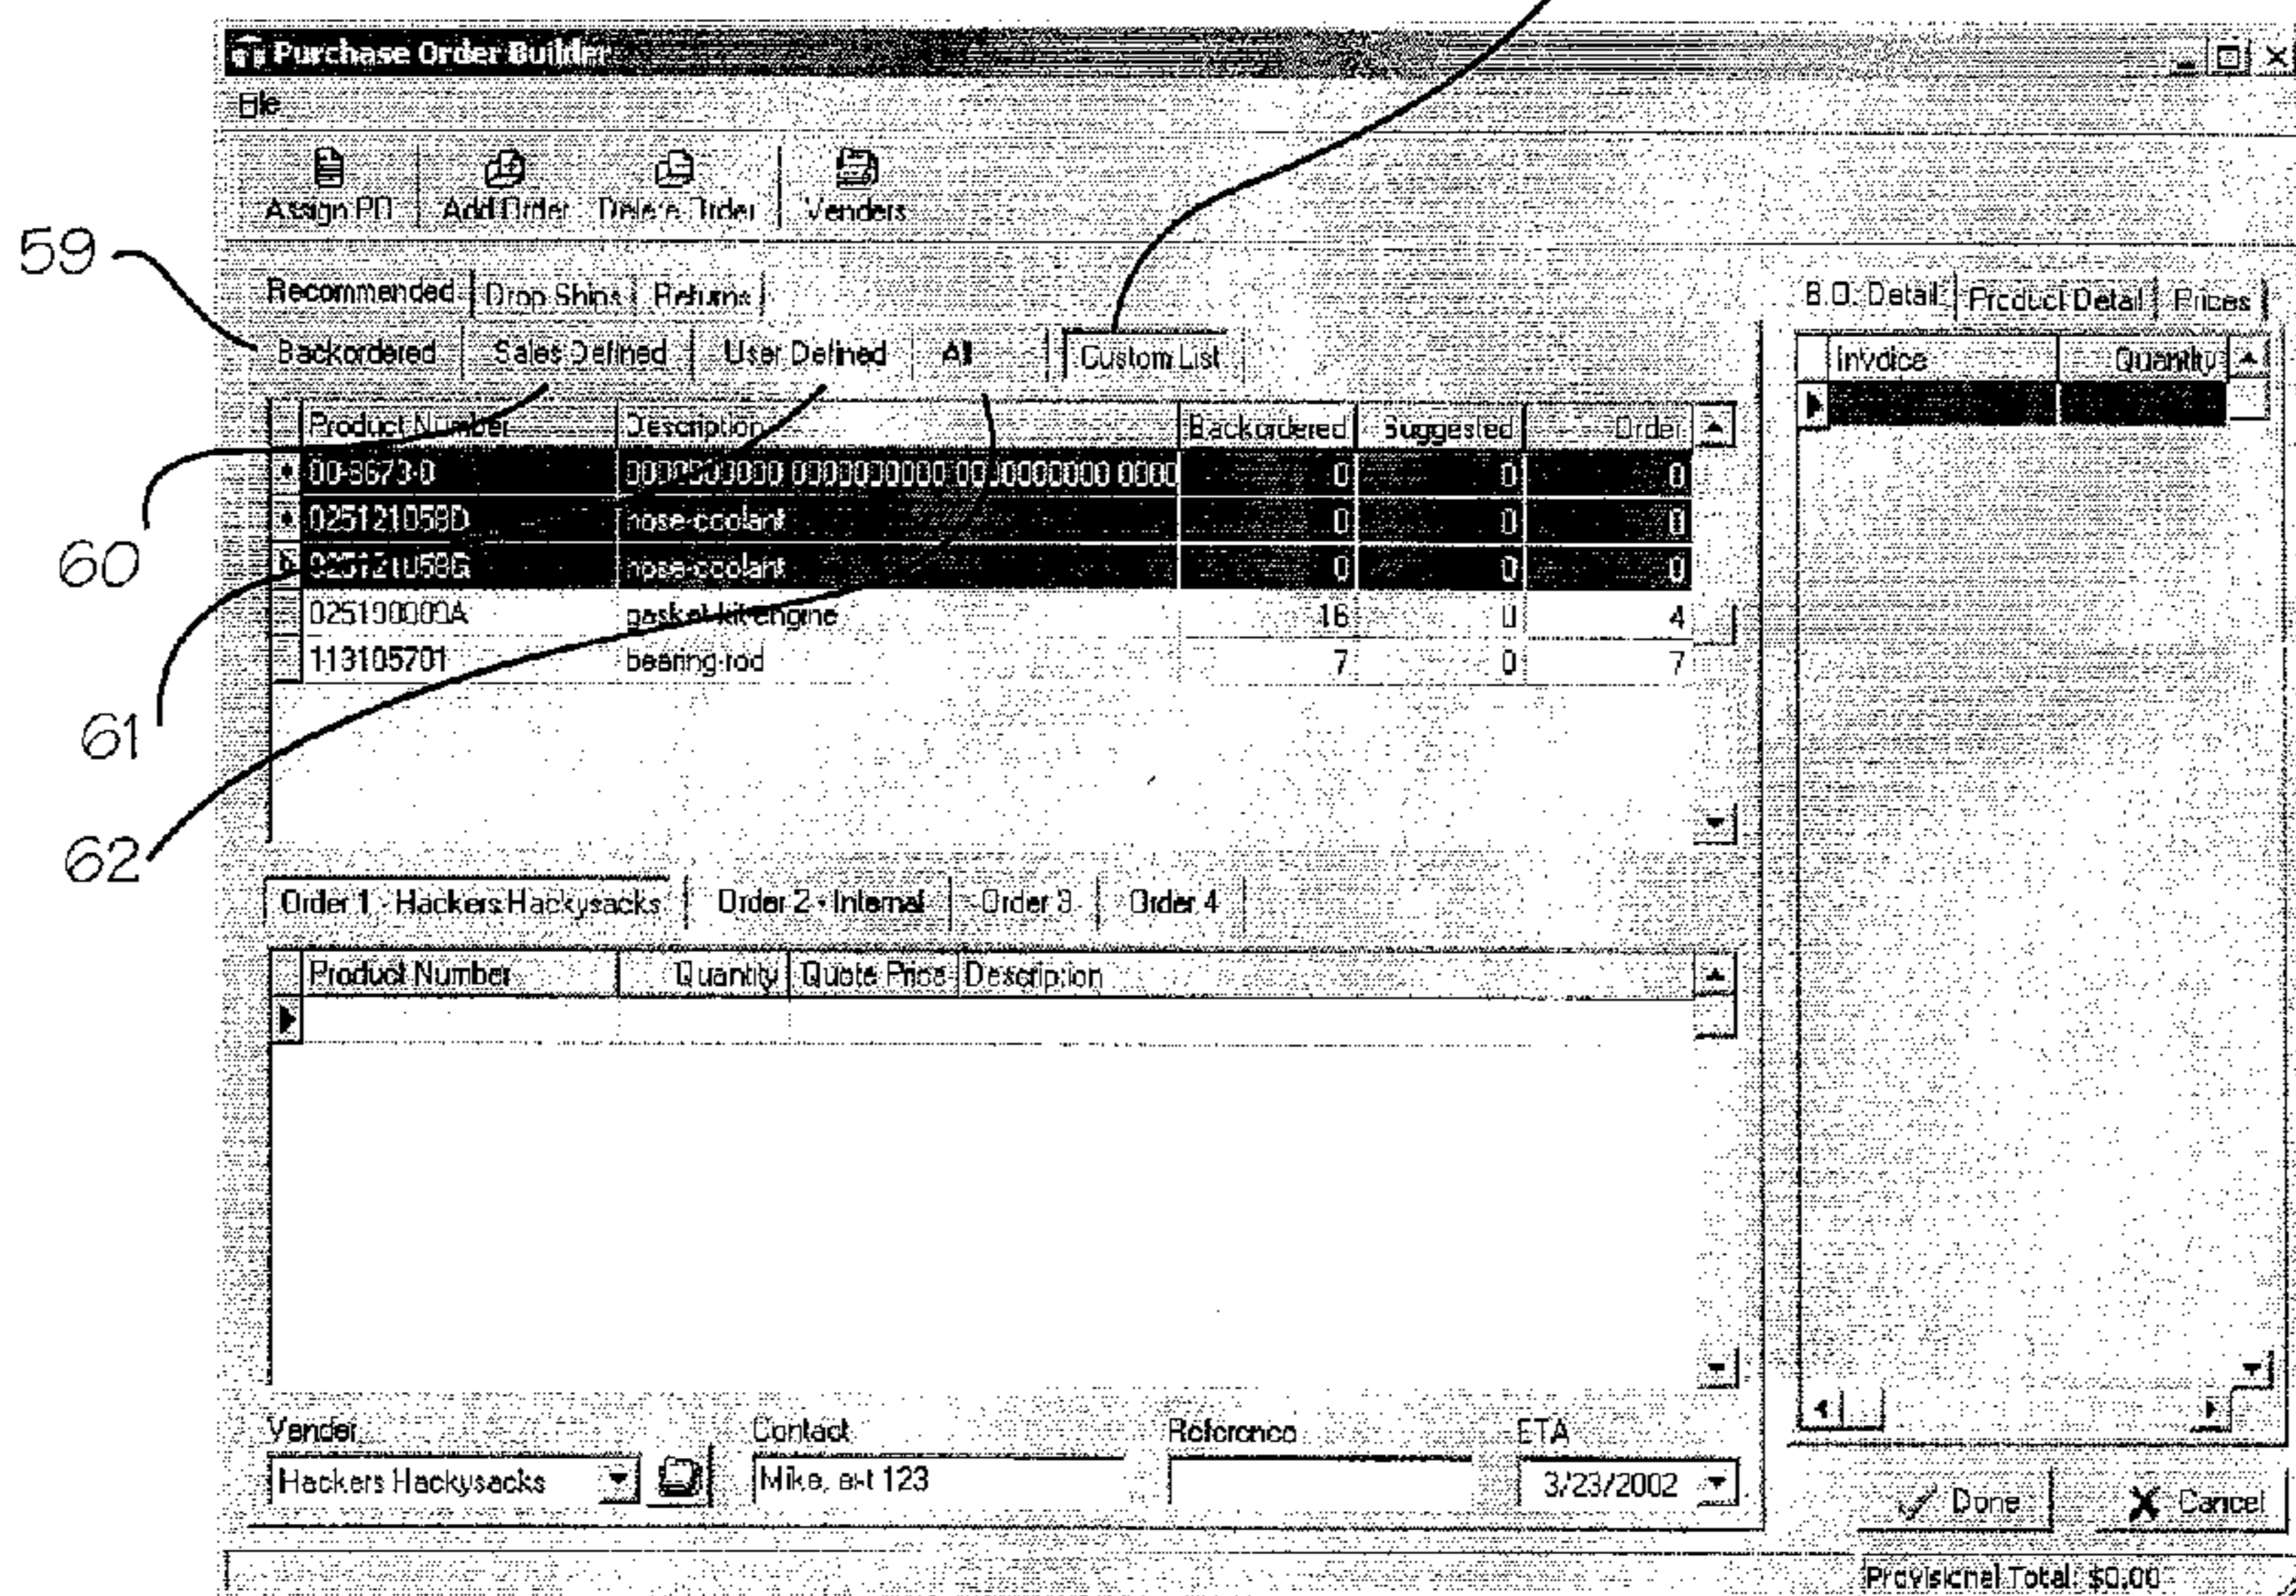 Purchase Order Builder
File
Assign PO Add Order Delete Order Venders
59
Recommended Drop Ships Returns
B.O. Detail Product Detail Prices
Backordered Sales Defined User Defined All Custom List
Invoice Quantity
Product Number Description Backordered Suggested Order
00-8673-0 0 0 0
60
025121058D hose-coolant 0 0 0
025121058G hose-coolant 0 0 0
025190000A gasket-kit-engine 16 0 4
113105701 bearing-rod 7 0 7
61
62
Order 1 - Hackers Hackysacks Order 2 - Internal Order 3 Order 4
Product Number Quantity Quote Price Description
Vender Contact Reference ETA
Hackers Hackysacks Mike, ext 123 3/23/2002
Done Cancel
Provisional Total: $0.00